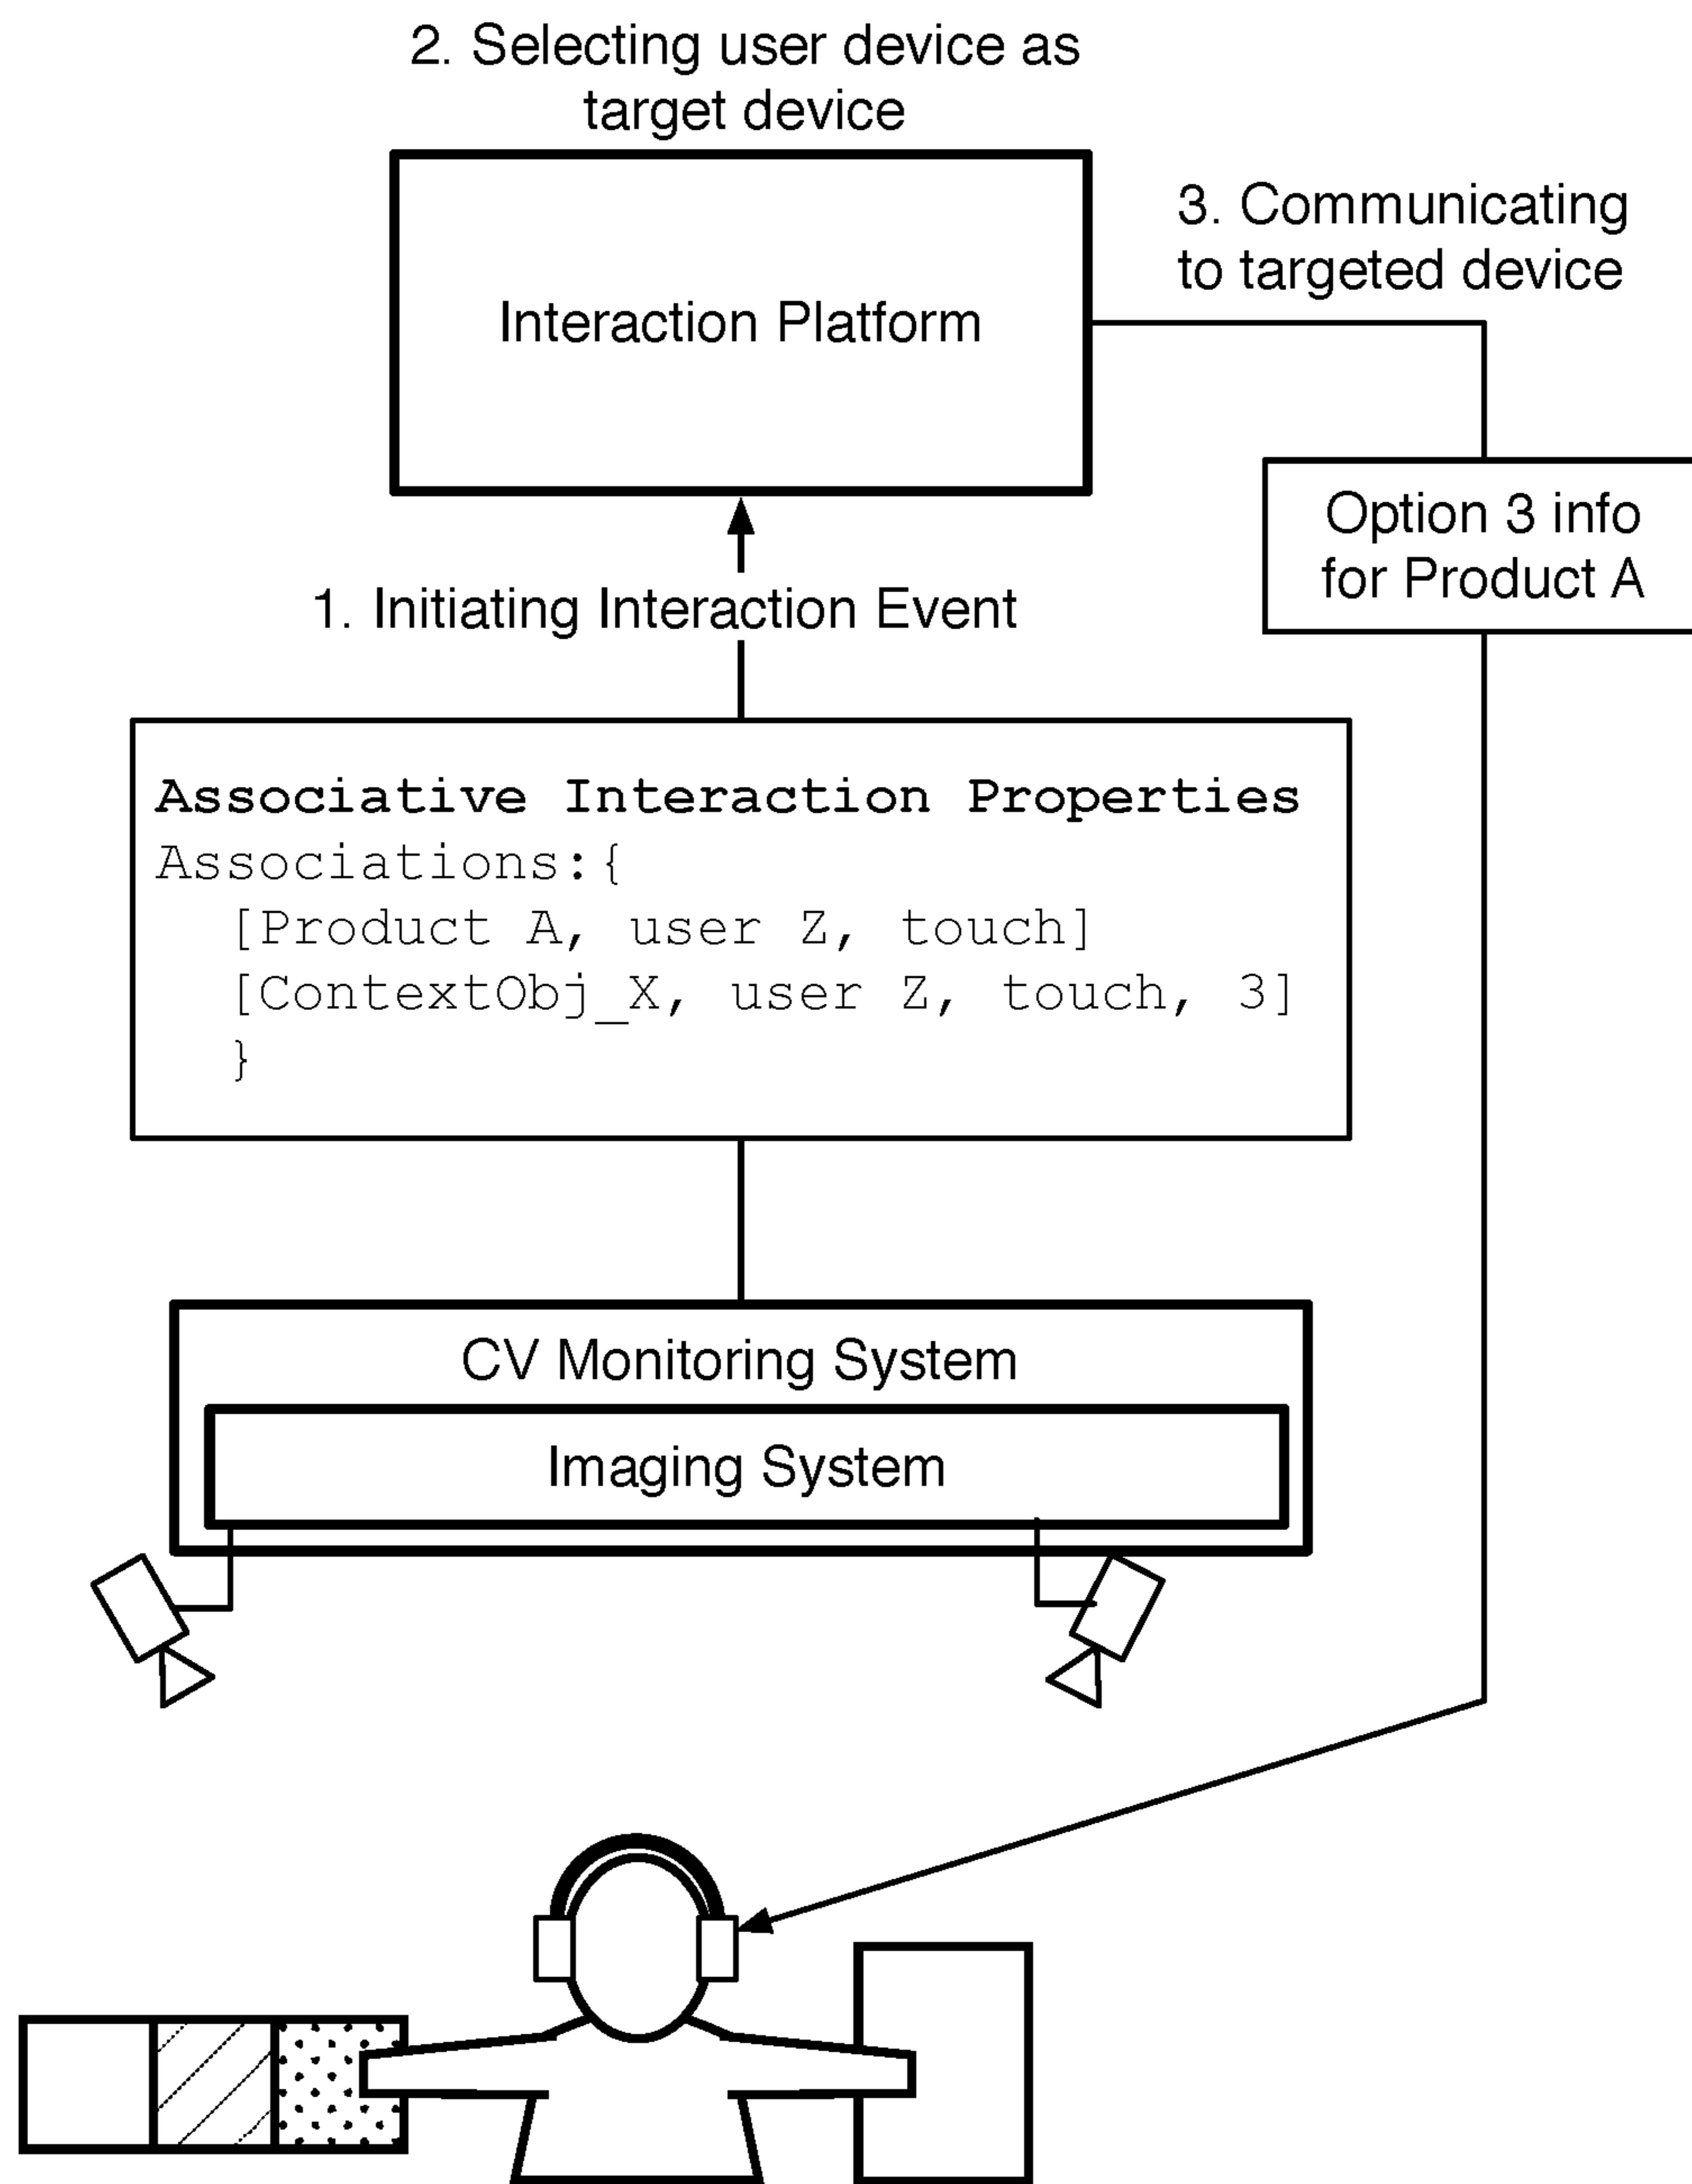 2. Selecting user device as
target device
Interaction Platform
3. Communicating
to targeted device
Option 3 info
for Product A
1. Initiating Interaction Event
Associative Interaction Properties
Associations:{
[Product A, user Z, touch]
[ContextObj_X, user Z, touch, 3]
}
CV Monitoring System
Imaging System